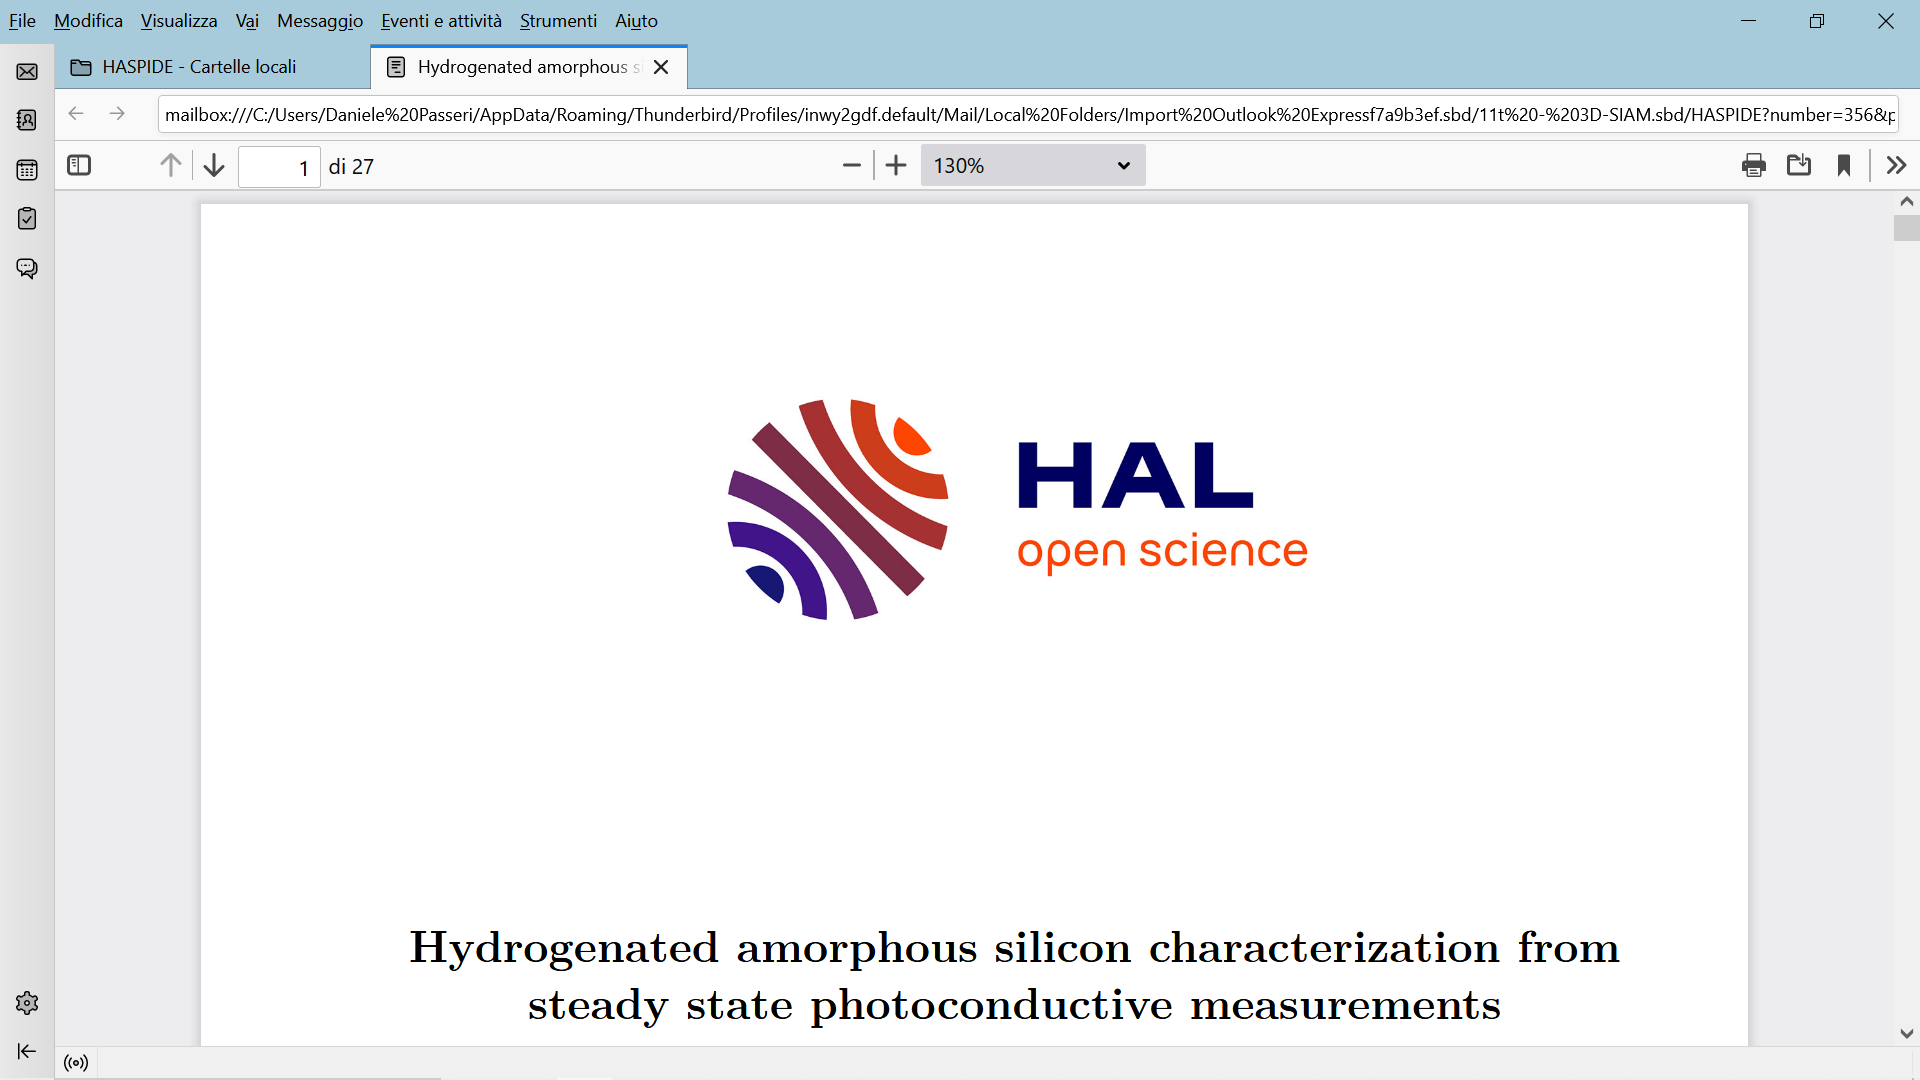 File Modifica Visualizza Vai Messaggio Eventi e attività Strumenti Aiuto
HASPIDE - Cartelle locali
Hydrogenated amorphous
mailbox:///C:/Users/Daniele%20Passeri/AppData/Roaming/Thunderbird/Profiles/inwy2gdf.default/Mail/Local%20Folders/Import%20Outlook%20Expressf7a9b3ef.sbd/11t%20-%203D-SIAM.sbd/HASPIDE?number=356&p
1 di 27
130%
HAL
open science
Hydrogenated amorphous silicon characterization from
steady state photoconductive measurements